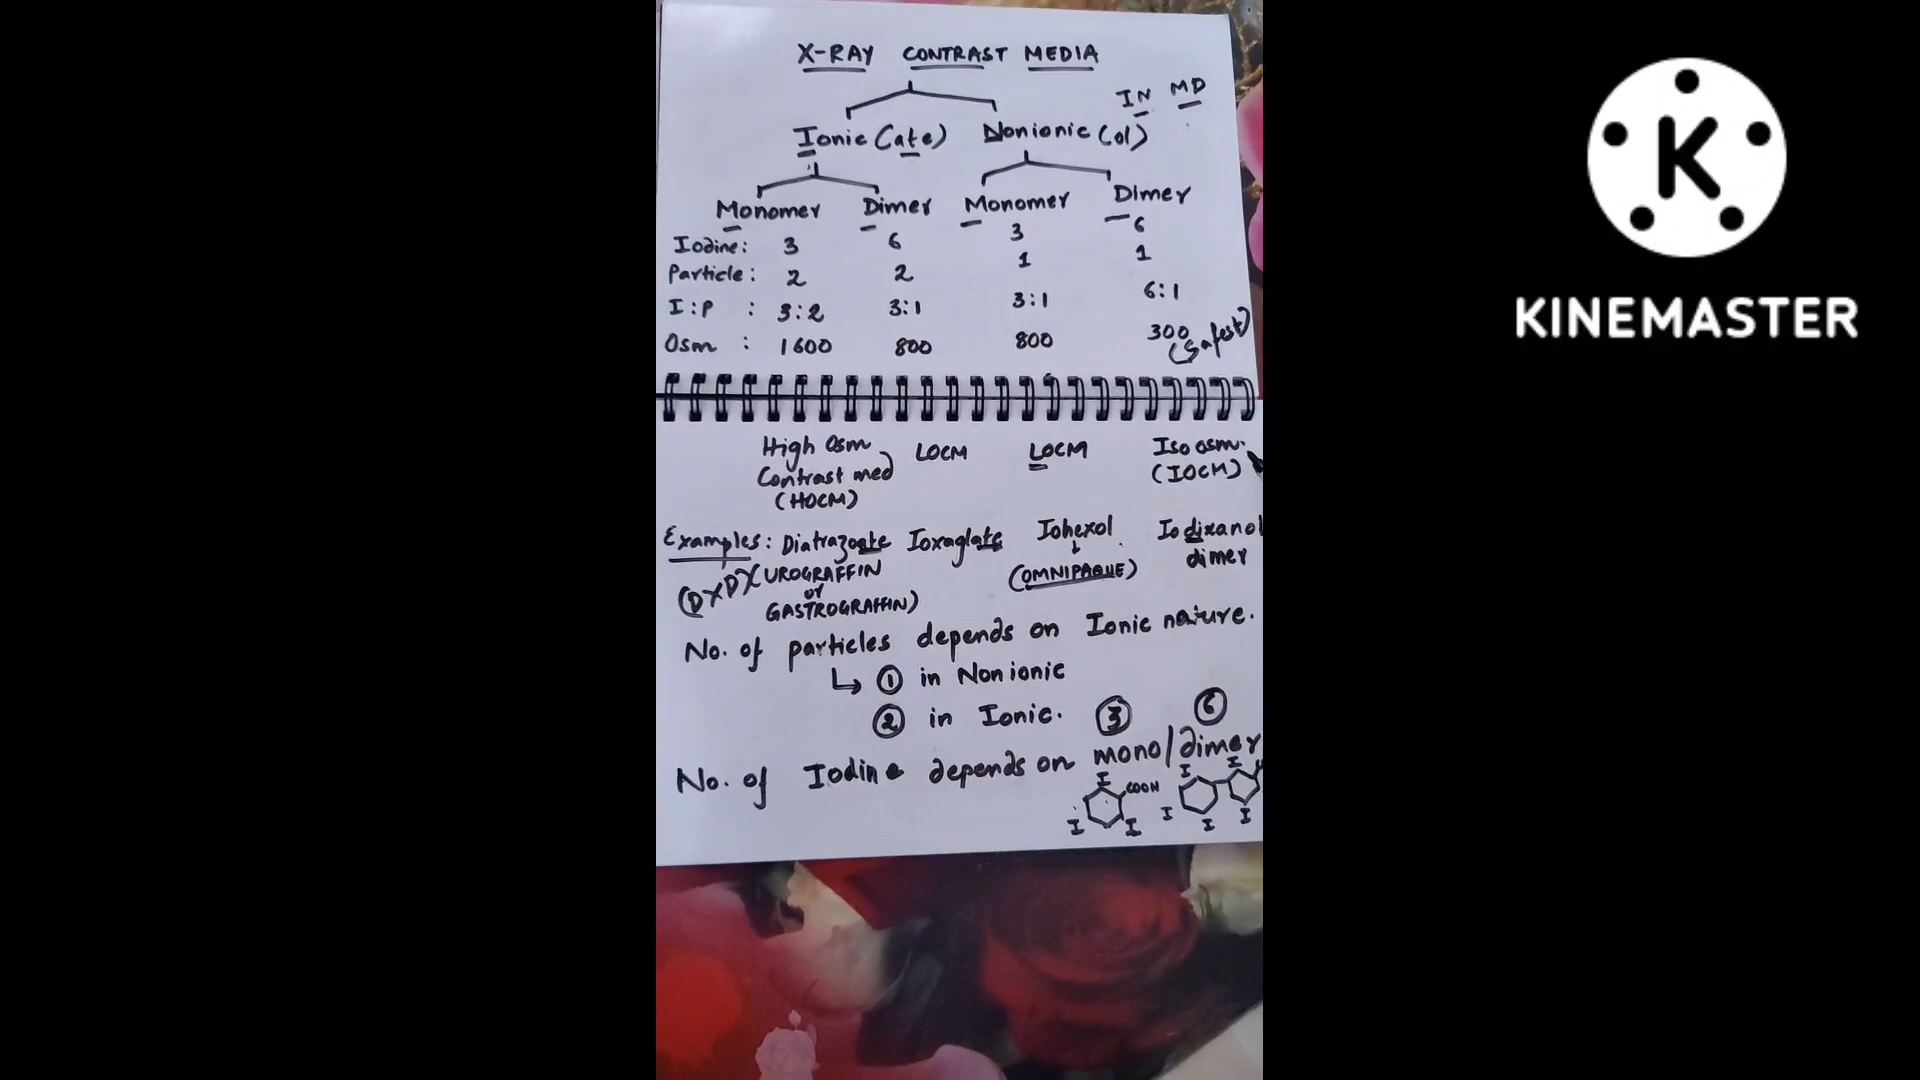 X-RAY CONTRAST MEDIA
IN MD
Ionic (ate) Nonionic (ol)
Monomer Dimer Monomer Dimer
Iodine: 3 6 3 6
Particle: 2 2 1 1
I:P : 3:2 3:1 3:1 6:1
Osm : 1600 800 800 300 (Safest)
High Osm LOCM LOCM Iso osm.
Contrast med (IOCM)
(HOCM)
Examples: Diatrazoate Ioxaglate Iohexol Iodixanol
(OMNIPAQUE) dimer
UROGRAFFIN
or
GASTROGRAFFIN)
No. of particles depends on Ionic nature.
↳ ① in Nonionic
② in Ionic. ③ ⑥
No. of Iodine depends on mono/dimer
I COOH I I
I I I I I
K
KINEMASTER